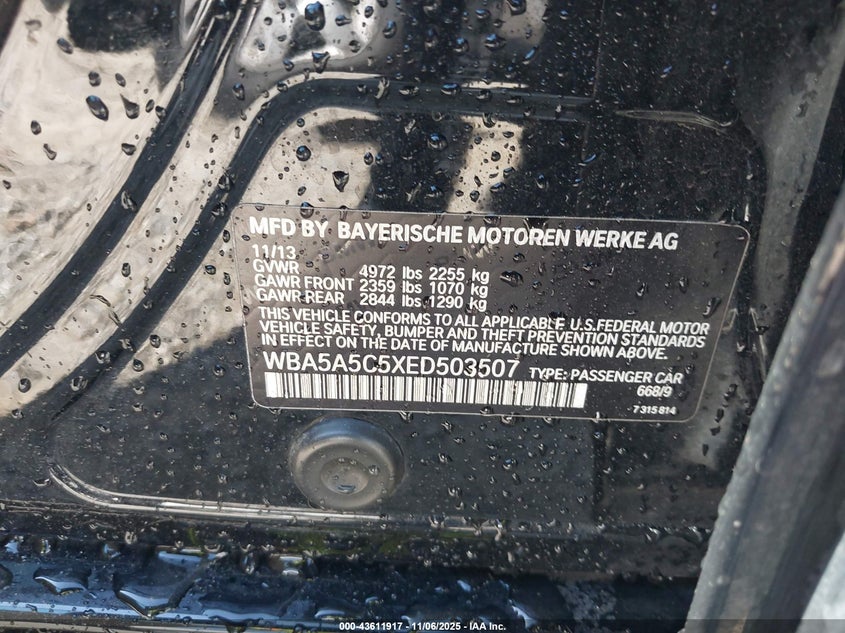 MFD BY BAYERISCHE MOTOREN WERKE AG
11/13
GVWR 4972 lbs 2255 kg
GAWR FRONT 2359 lbs 1070 kg
GAWR REAR 2844 lbs 1290 kg
THIS VEHICLE CONFORMS TO ALL APPLICABLE U.S.FEDERAL MOTOR
VEHICLE SAFETY, BUMPER AND THEFT PREVENTION STANDARDS
IN EFFECT ON THE DATE OF MANUFACTURE SHOWN ABOVE.
WBA5A5C5XED503507 TYPE: PASSENGER CAR
668/9
7 315 814
000-43611917 - 11/06/2025 - IAA Inc.